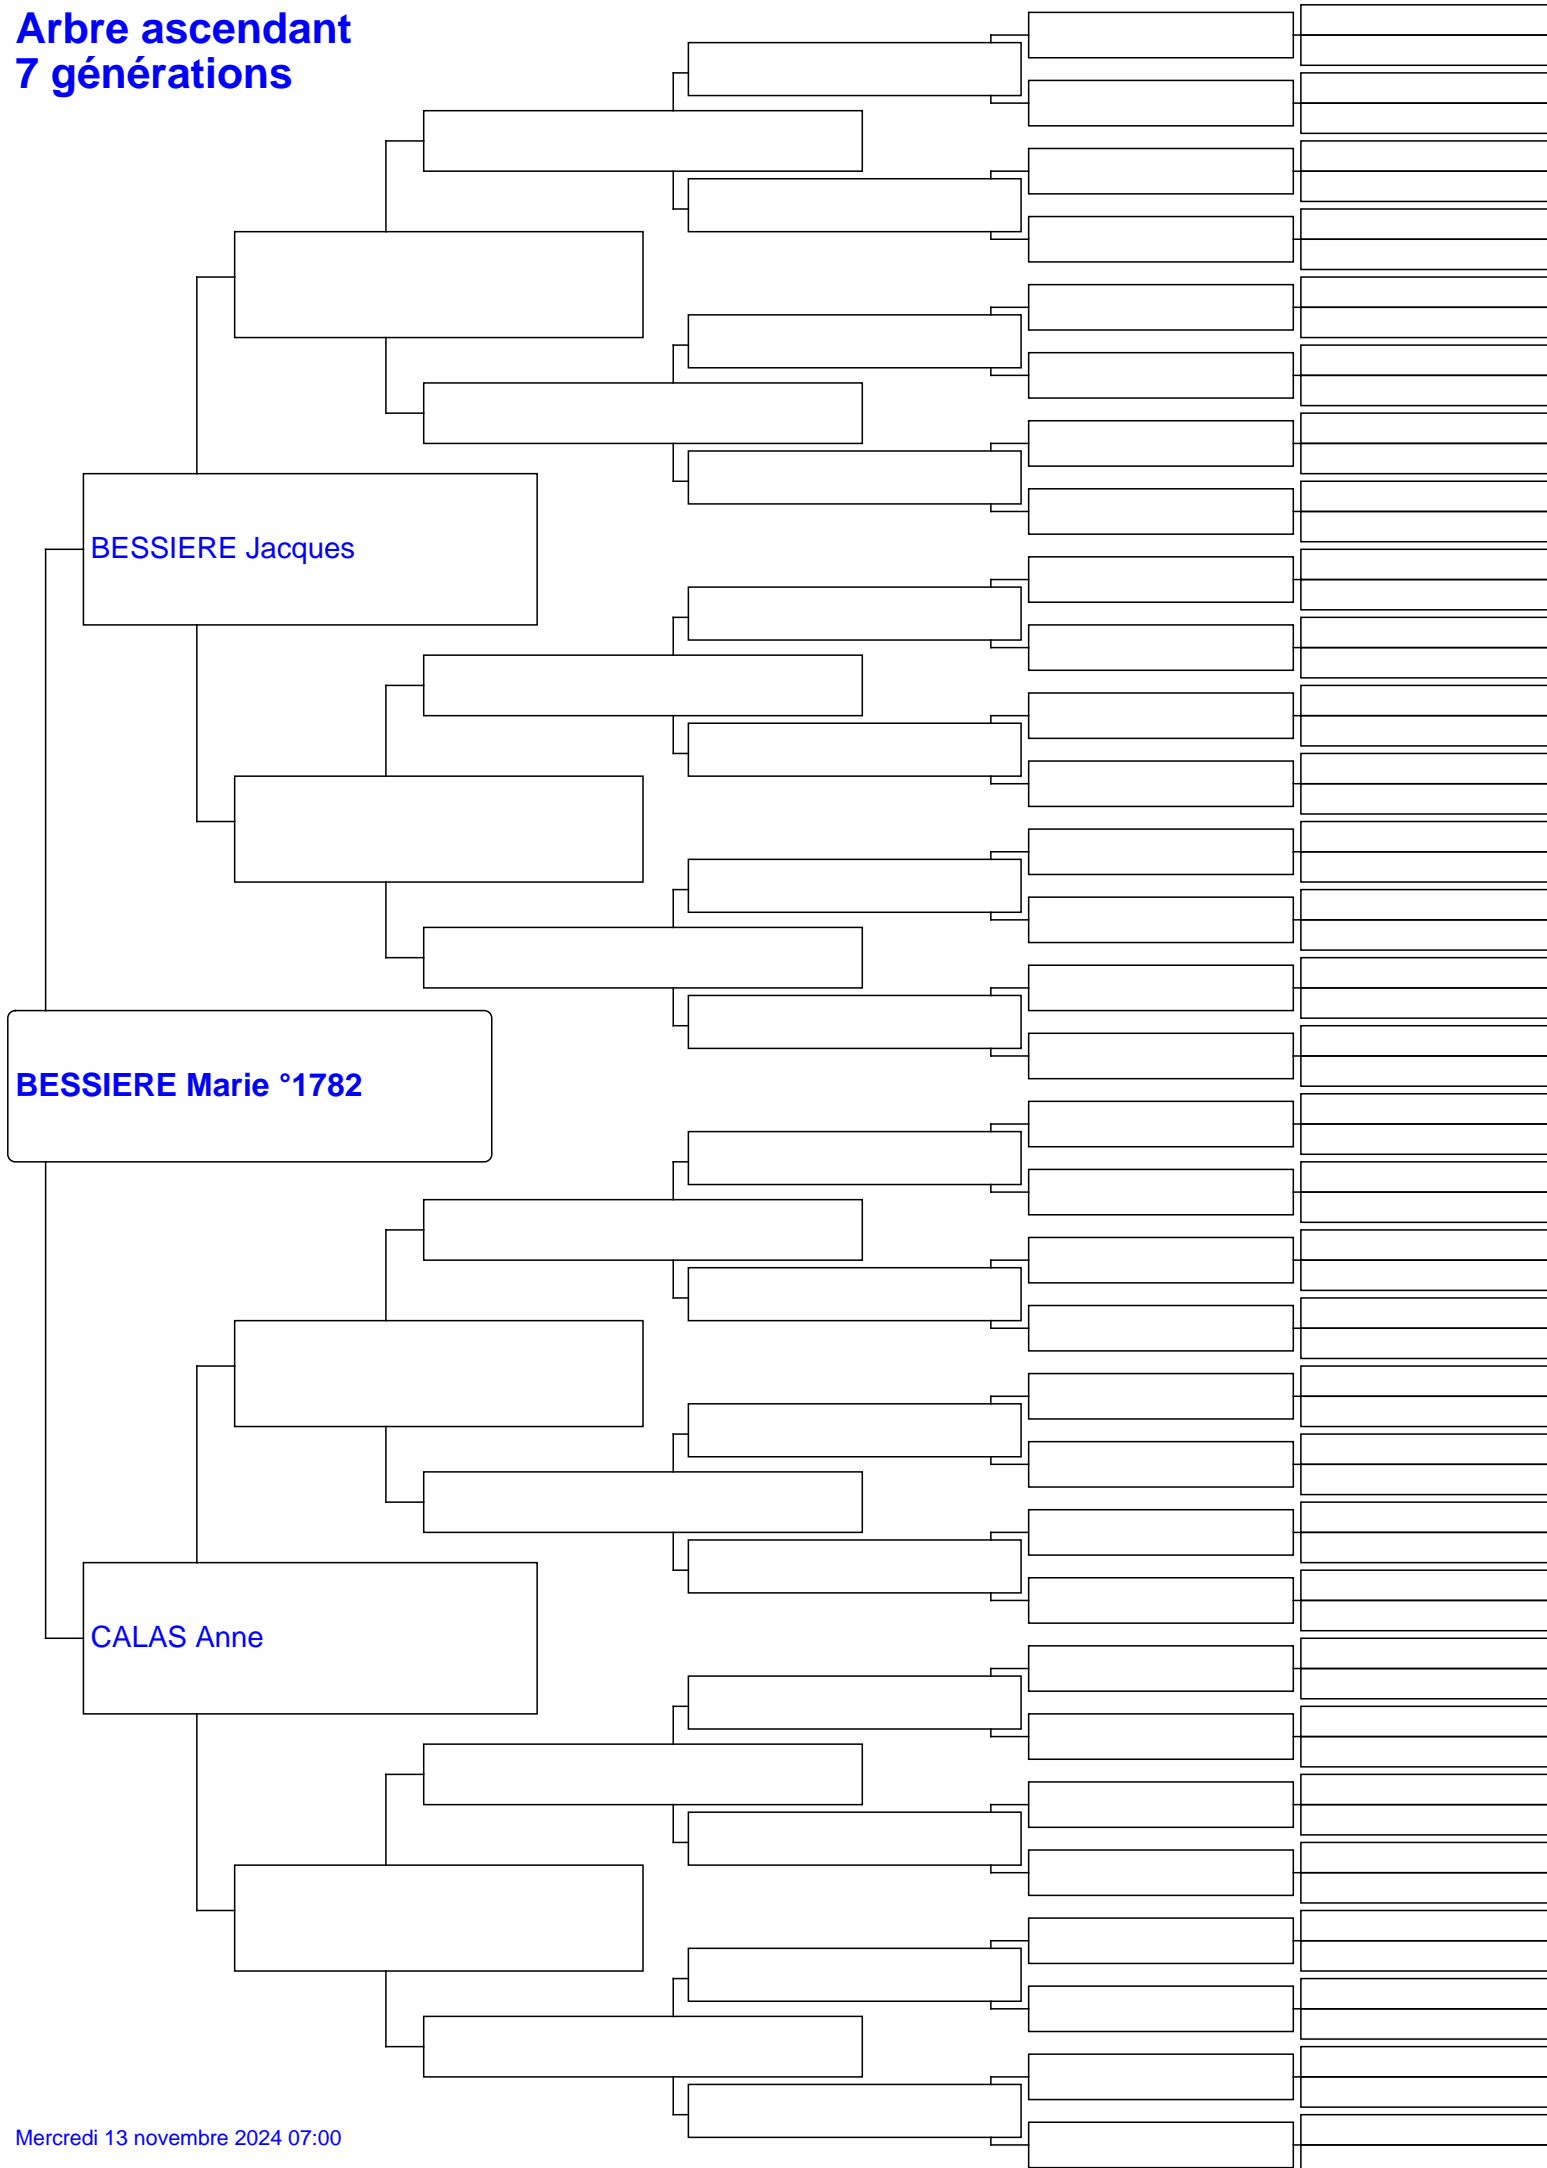 Arbre ascendant
7 générations
BESSIERE Jacques
BESSIERE Marie °1782
CALAS Anne
Mercredi 13 novembre 2024 07:00